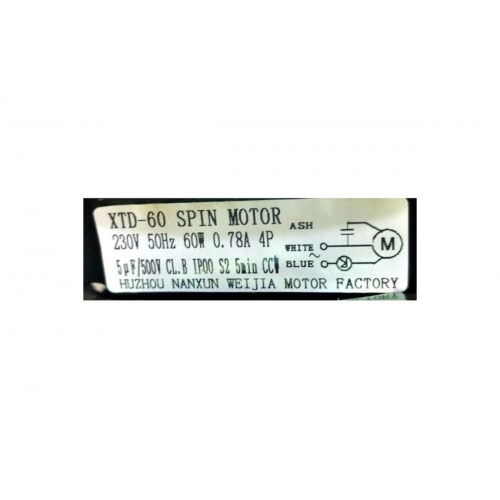 XTD-60 SPIN MOTOR
230V 50Hz 60W 0.78A 4P
5μF/500V CL.B IP00 S2 5min CCW
HUZHOU NANXUN WEIJIA MOTOR FACTORY
ASH
WHITE
~
BLUE
M